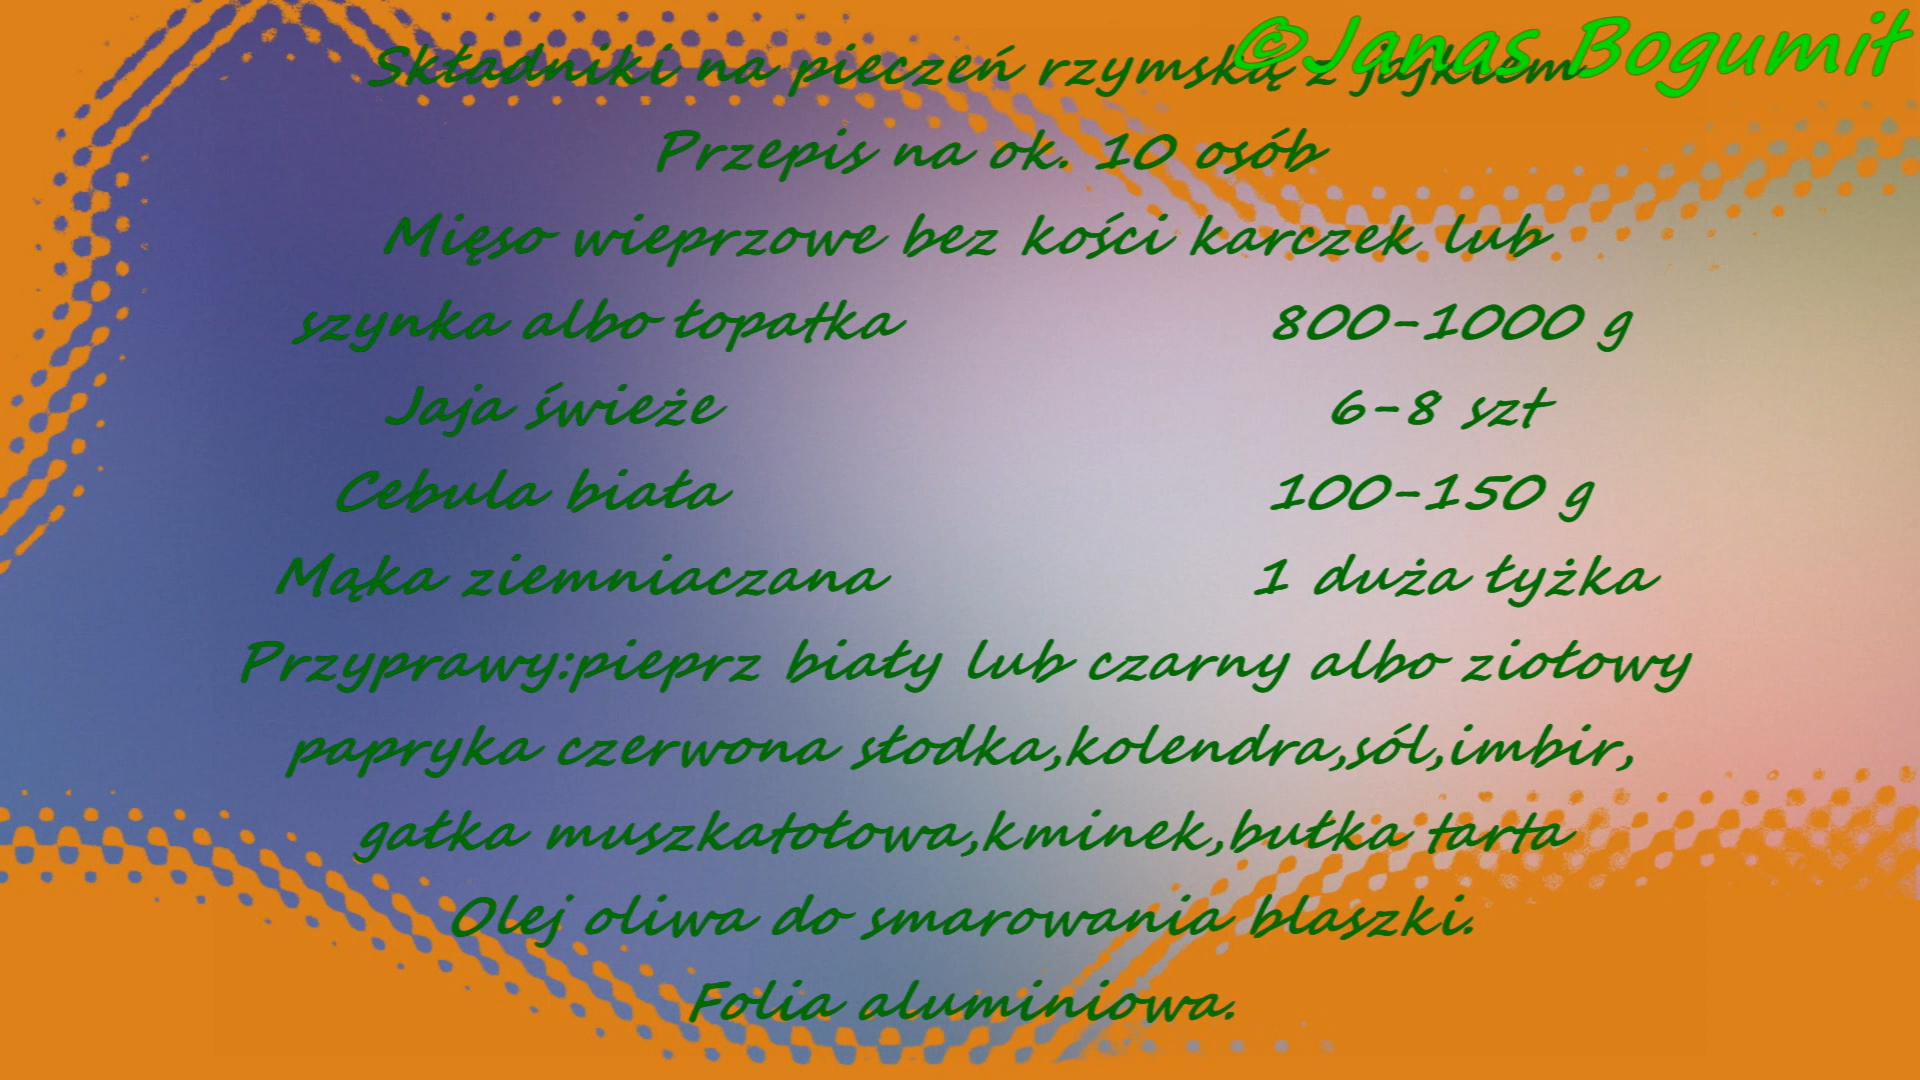 ©Janas Bogumił
Składniki na pieczeń rzymską z jajkiem
Przepis na ok. 10 osób
Mięso wieprzowe bez kości karczek lub
szynka albo łopatka 800-1000 g
Jaja świeże 6-8 szt
Cebula biała 100-150 g
Mąka ziemniaczana 1 duża łyżka
Przyprawy:pieprz biały lub czarny albo ziołowy
papryka czerwona słodka,kolendra,sól,imbir,
gałka muszkatołowa,kminek,bułka tarta
Olej oliwa do smarowania blaszki.
Folia aluminiowa.